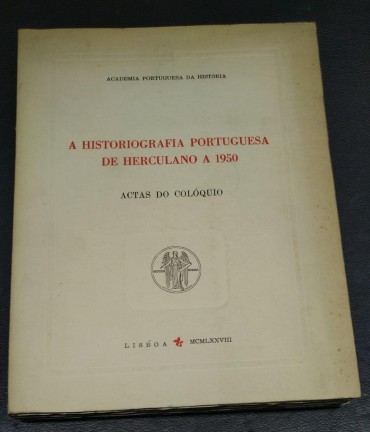 ACADEMIA PORTUGUESA DA HISTÓRIA
A HISTORIOGRAFIA PORTUGUESA
DE HERCULANO A 1950
ACTAS DO COLÓQUIO
LISBOA MCMLXXVIII